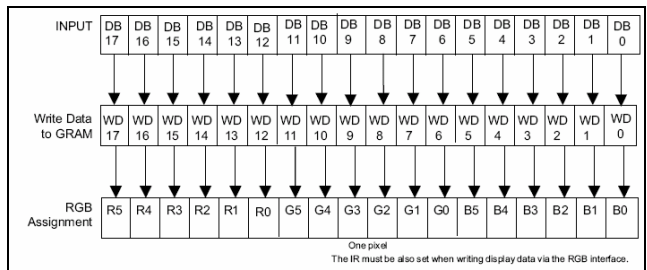 INPUT DB DB DB DB DB DB DB DB DB DB DB DB DB DB DB DB DB DB
17 16 15 14 13 12 11 10 9 8 7 6 5 4 3 2 1 0
Write Data WD WD WD WD WD WD WD WD WD WD WD WD WD WD WD WD WD WD
to GRAM 17 16 15 14 13 12 11 10 9 8 7 6 5 4 3 2 1 0
RGB R5 R4 R3 R2 R1 R0 G5 G4 G3 G2 G1 G0 B5 B4 B3 B2 B1 B0
Assignment
One pixel
The IR must be also set when writing display data via the RGB interface.